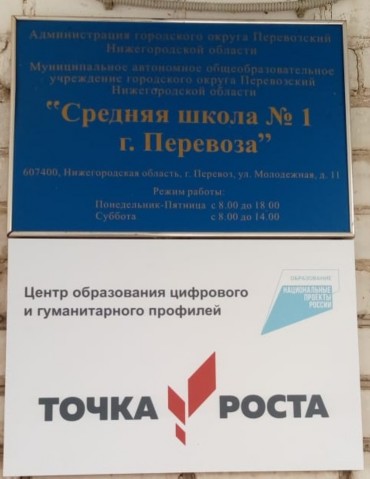 Администрация городского округа Перевозский
Нижегородской области
Муниципальное автономное общеобразовательное
учреждение городского округа Перевозский
Нижегородской области
"Средняя школа № 1
г. Перевоза"
607400, Нижегородская область, г. Перевоз, ул. Молодежная, д. 11
Режим работы:
Понедельник-Пятница с 8.00 до 18 00
Суббота с 8.00 до 14.00
ОБРАЗОВАНИЕ
НАЦИОНАЛЬНЫЕ
ПРОЕКТЫ
РОССИИ
Центр образования цифрового
и гуманитарного профилей
ТОЧКА РОСТА